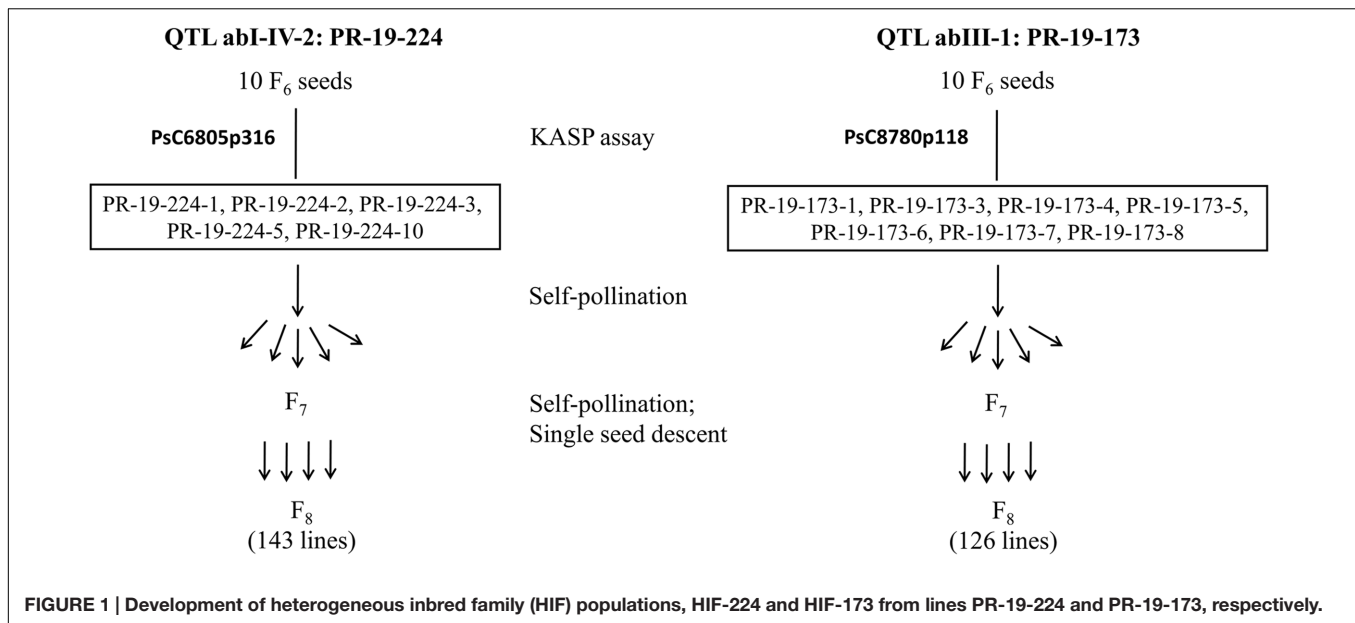 QTL abI-IV-2: PR-19-224
10 F6 seeds
PsC6805p316
PR-19-224-1, PR-19-224-2, PR-19-224-3,
PR-19-224-5, PR-19-224-10
F7
F8
(143 lines)
KASP assay
Self-pollination
Self-pollination;
Single seed descent
QTL abIII-1: PR-19-173
10 F6 seeds
PsC8780p118
PR-19-173-1, PR-19-173-3, PR-19-173-4, PR-19-173-5,
PR-19-173-6, PR-19-173-7, PR-19-173-8
F7
F8
(126 lines)
FIGURE 1 | Development of heterogeneous inbred family (HIF) populations, HIF-224 and HIF-173 from lines PR-19-224 and PR-19-173, respectively.